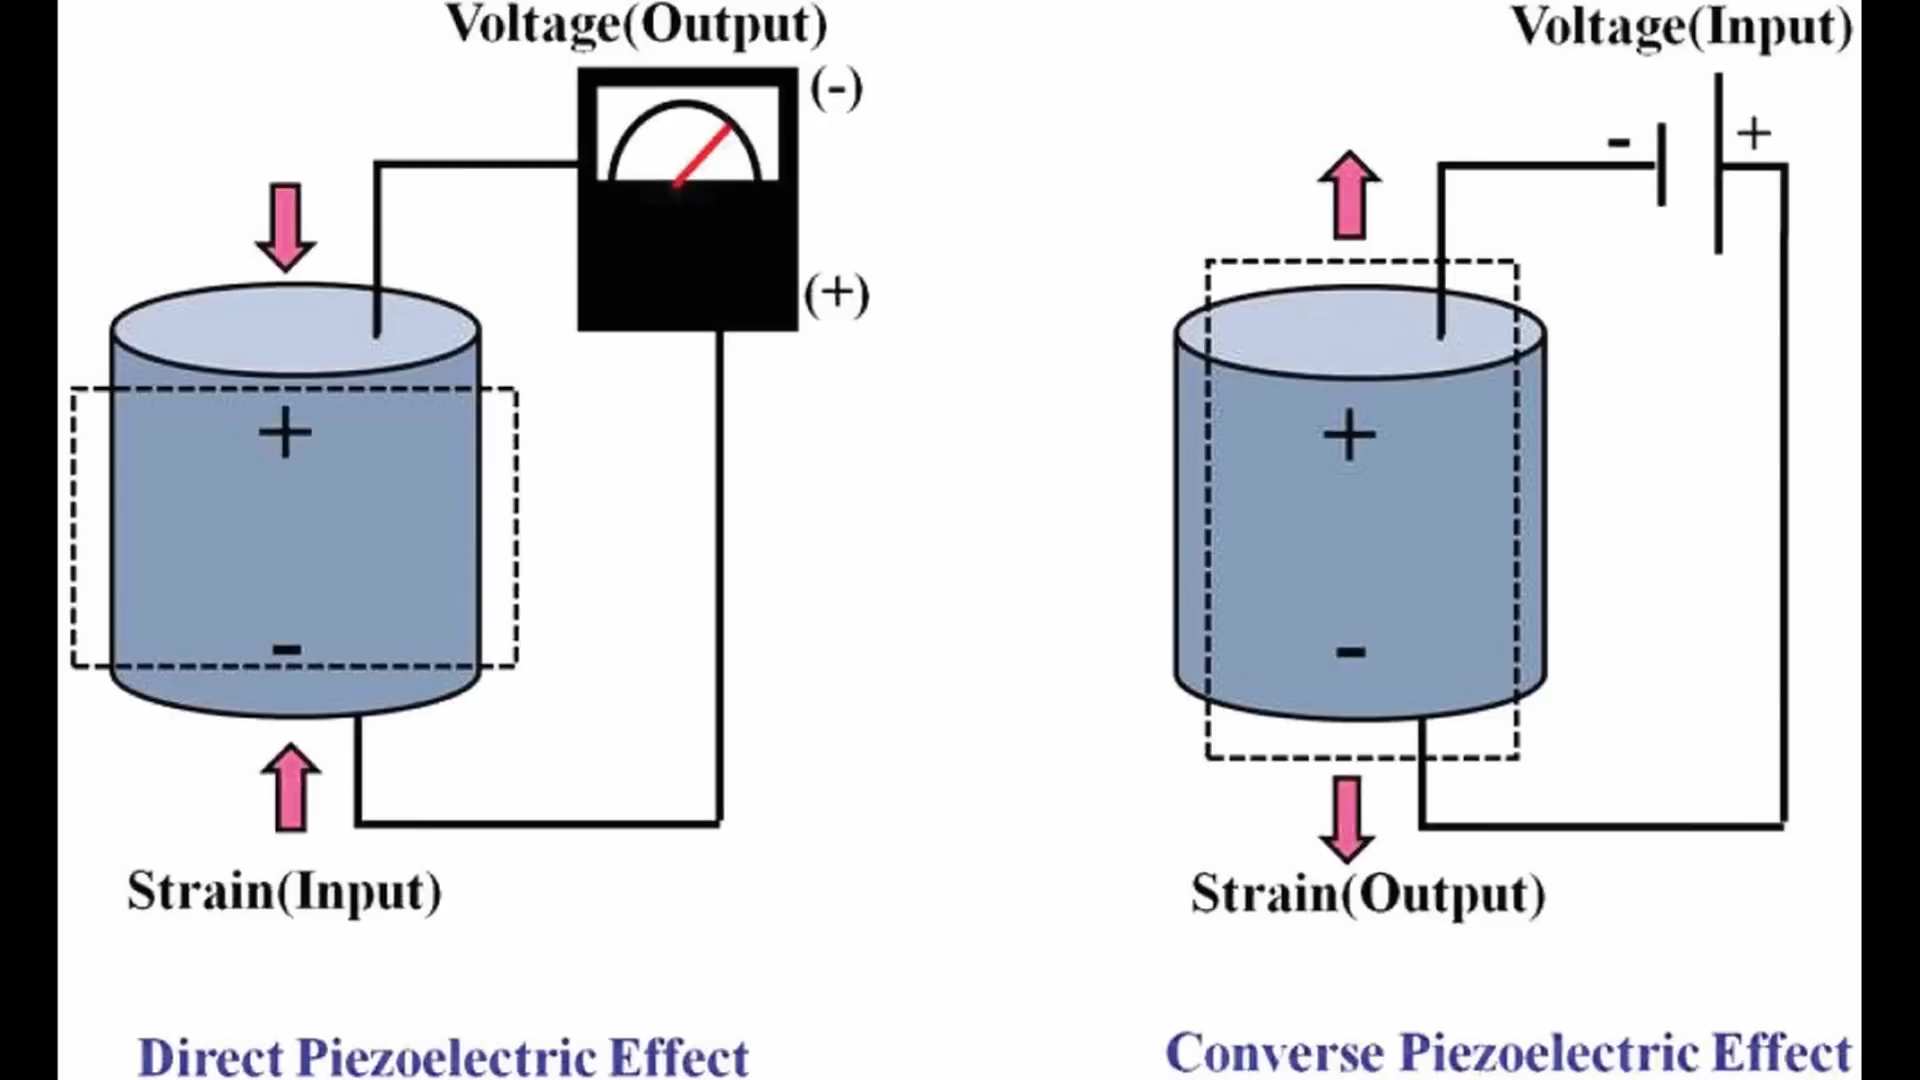 Voltage(Output)
Voltage(Input)
(-)
- +
(+)
+
+
-
-
Strain(Input)
Strain(Output)
Direct Piezoelectric Effect
Converse Piezoelectric Effect